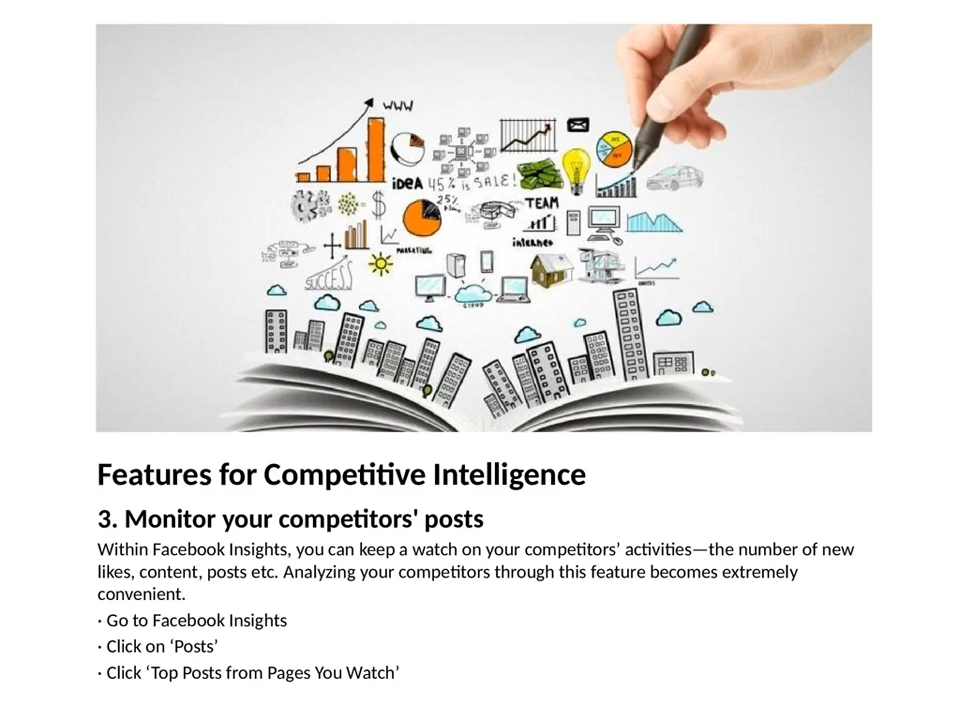 www
iDEA 45% is SALE!
25%
TEAM
MARKETING
internet
SUCCESS
CLOUD
Features for Competitive Intelligence
3. Monitor your competitors' posts
Within Facebook Insights, you can keep a watch on your competitors’ activities—the number of new
likes, content, posts etc. Analyzing your competitors through this feature becomes extremely
convenient.
· Go to Facebook Insights
· Click on ‘Posts’
· Click ‘Top Posts from Pages You Watch’